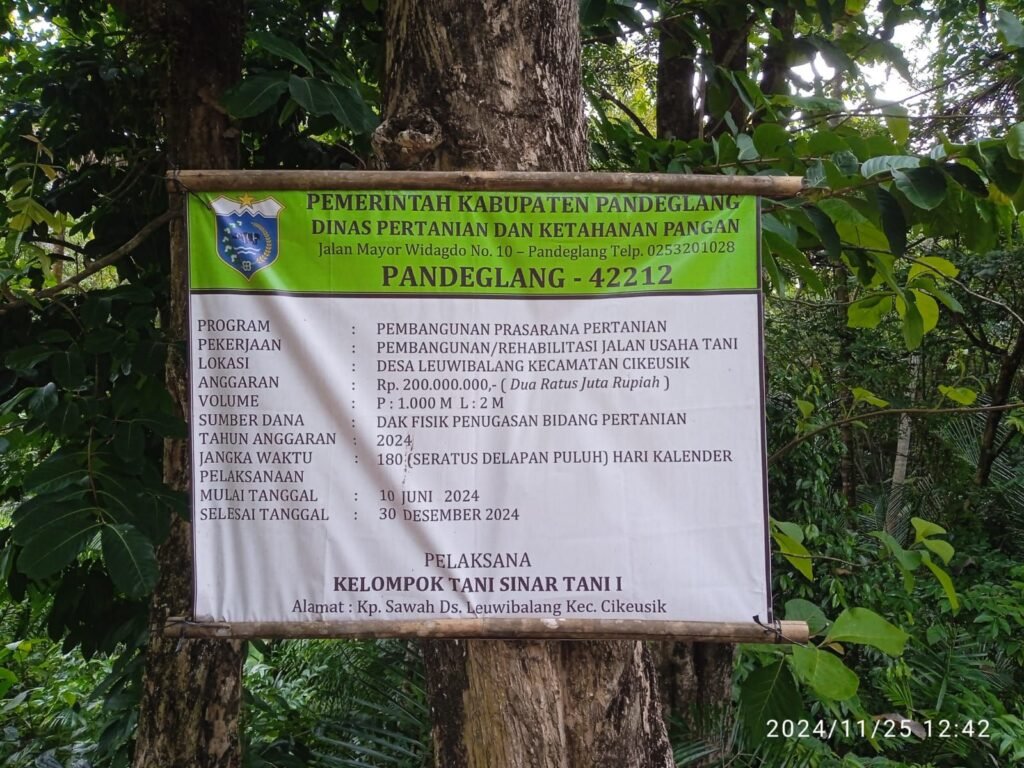 PEMERINTAH KABUPATEN PANDEGLANG
DINAS PERTANIAN DAN KETAHANAN PANGAN
Jalan Mayor Widagdo No. 10 – Pandeglang Telp. 0253201028
PANDEGLANG - 42212
PROGRAM : PEMBANGUNAN PRASARANA PERTANIAN
PEKERJAAN : PEMBANGUNAN/REHABILITASI JALAN USAHA TANI
LOKASI : DESA LEUWIBALANG KECAMATAN CIKEUSIK
ANGGARAN : Rp. 200.000.000,- ( Dua Ratus Juta Rupiah )
VOLUME : P : 1.000 M L : 2 M
SUMBER DANA : DAK FISIK PENUGASAN BIDANG PERTANIAN
TAHUN ANGGARAN : 2024
JANGKA WAKTU : 180 (SERATUS DELAPAN PULUH) HARI KALENDER
PELAKSANAAN
MULAI TANGGAL : 10 JUNI 2024
SELESAI TANGGAL : 30 DESEMBER 2024
PELAKSANA
KELOMPOK TANI SINAR TANI I
Alamat : Kp. Sawah Ds. Leuwibalang Kec. Cikeusik
2024/11/25 12:42